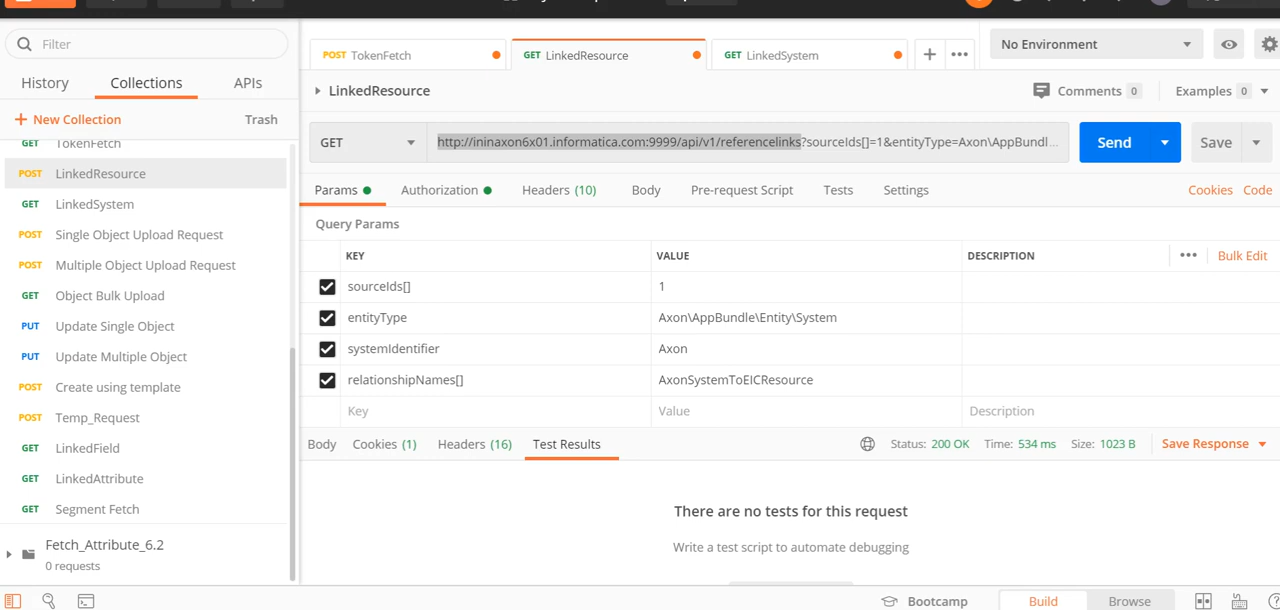 Filter
History Collections APIs
+ New Collection Trash
GET TokenFetch
POST LinkedResource
GET LinkedSystem
POST Single Object Upload Request
POST Multiple Object Upload Request
GET Object Bulk Upload
PUT Update Single Object
PUT Update Multiple Object
POST Create using template
POST Temp_Request
GET LinkedField
GET LinkedAttribute
GET Segment Fetch
Fetch_Attribute_6.2
0 requests
POST TokenFetch GET LinkedResource GET LinkedSystem + ••• No Environment
LinkedResource Comments 0 Examples 0
GET http://ininaxon6x01.informatica.com:9999/api/v1/referencelinks?sourceIds[]=1&entityType=Axon\AppBundl... Send Save
Params Authorization Headers (10) Body Pre-request Script Tests Settings Cookies Code
Query Params
KEY VALUE DESCRIPTION ••• Bulk Edit
sourceIds[] 1
entityType Axon\AppBundle\Entity\System
systemIdentifier Axon
relationshipNames[] AxonSystemToEICResource
Key Value Description
Body Cookies (1) Headers (16) Test Results Status: 200 OK Time: 534 ms Size: 1023 B Save Response
There are no tests for this request
Write a test script to automate debugging
Bootcamp Build Browse